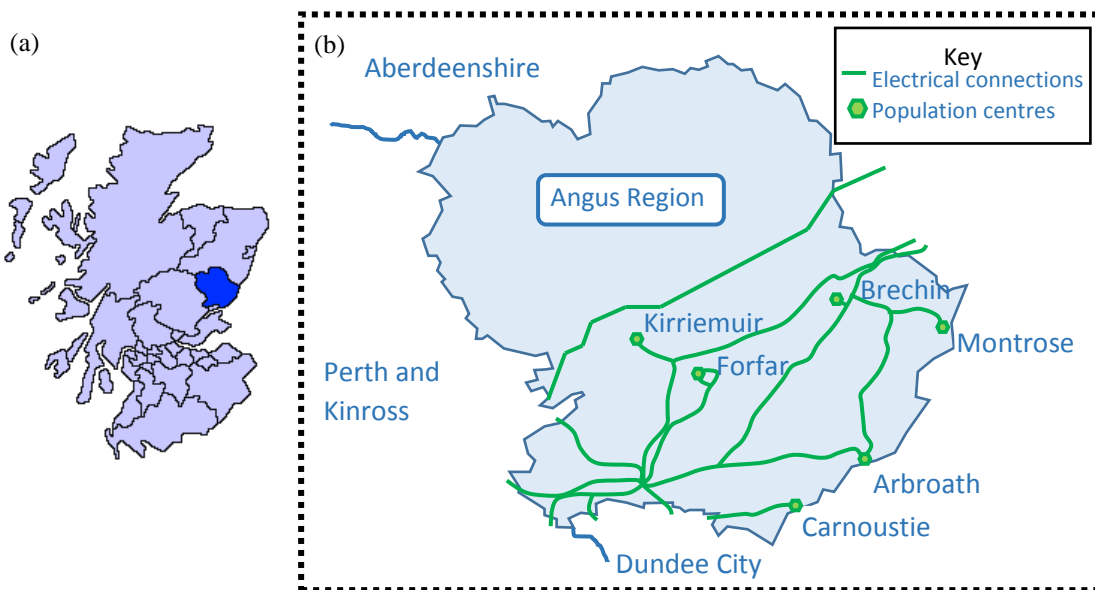 (a)
(b)
Aberdeenshire
Key
Electrical connections
Population centres
Angus Region
Brechin
Kirriemuir
Montrose
Forfar
Perth and
Kinross
Arbroath
Carnoustie
Dundee City